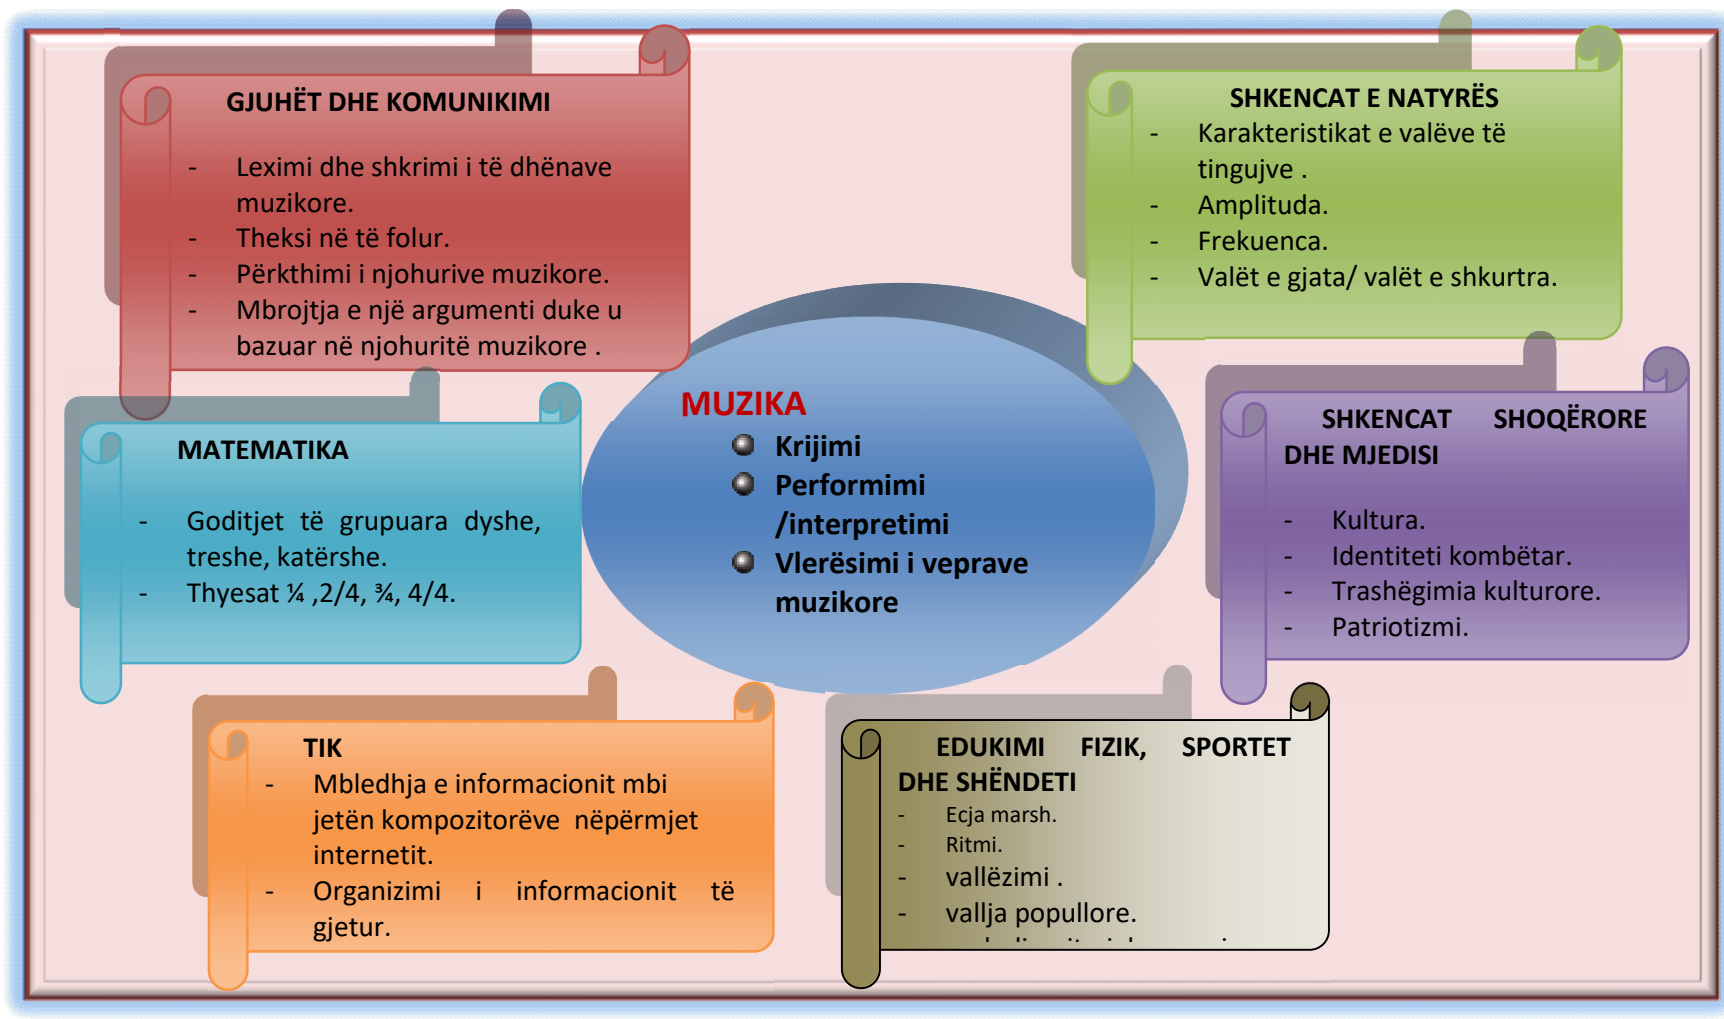 GJUHËT DHE KOMUNIKIMI
- Leximi dhe shkrimi i të dhënave
muzikore.
- Theksi në të folur.
- Përkthimi i njohurive muzikore.
- Mbrojtja e një argumenti duke u
bazuar në njohuritë muzikore .
SHKENCAT E NATYRËS
- Karakteristikat e valëve të
tingujve .
- Amplituda.
- Frekuenca.
- Valët e gjata/ valët e shkurtra.
MUZIKA
Krijimi
Performimi
/interpretimi
Vlerësimi i veprave
muzikore
MATEMATIKA
- Goditjet të grupuara dyshe,
treshe, katërshe.
- Thyesat ¼ ,2/4, ¾, 4/4.
SHKENCAT SHOQËRORE
DHE MJEDISI
- Kultura.
- Identiteti kombëtar.
- Trashëgimia kulturore.
- Patriotizmi.
TIK
- Mbledhja e informacionit mbi
jetën kompozitorëve nëpërmjet
internetit.
- Organizimi i informacionit të
gjetur.
EDUKIMI FIZIK, SPORTET
DHE SHËNDETI
- Ecja marsh.
- Ritmi.
- vallëzimi .
- vallja popullore.